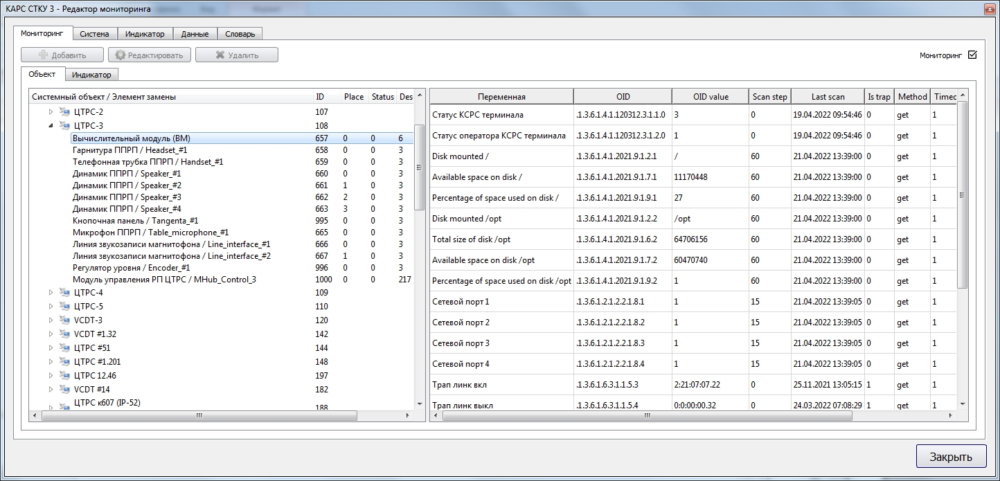 КАРС СТКУ 3 - Редактор мониторинга
Мониторинг Система Индикатор Данные Словарь
Добавить Редактировать Удалить Мониторинг
Объект Индикатор
Системный объект / Элемент замены ID Place Status Des
ЦТРС-2 107
ЦТРС-3 108
Вычислительный модуль (ВМ) 657 0 0 6
Гарнитура ППРП / Headset_#1 658 0 0 3
Телефонная трубка ППРП / Handset_#1 659 0 0 3
Динамик ППРП / Speaker_#1 660 0 0 3
Динамик ППРП / Speaker_#2 661 1 0 3
Динамик ППРП / Speaker_#3 662 2 0 3
Динамик ППРП / Speaker_#4 663 3 0 3
Кнопочная панель / Tangenta_#1 995 0 0 3
Микрофон ППРП / Table_microphone_#1 665 0 0 3
Линия звукозаписи магнитофона / Line_interface_#1 666 0 0 3
Линия звукозаписи магнитофона / Line_interface_#2 667 1 0 3
Регулятор уровня / Encoder_#1 996 0 0 3
Модуль управления РП ЦТРС / MHub_Control_3 1000 0 0 217
ЦТРС-4 109
ЦТРС-5 110
VCDT-3 120
VCDT #1.32 142
ЦТРС #51 144
ЦТРС #1.201 148
ЦТРС 12.46 197
VCDT #14 182
ЦТРС к607 (IP-52) 188
Переменная OID OID value Scan step Last scan Is trap Method Timec
Статус КСРС терминала .1.3.6.1.4.1.120312.3.1.1.0 3 0 19.04.2022 09:54:46 0 get 1
Статус оператора КСРС терминала .1.3.6.1.4.1.120312.3.1.2.0 1 0 19.04.2022 09:54:46 0 get 1
Disk mounted / .1.3.6.1.4.1.2021.9.1.2.1 / 60 21.04.2022 13:39:00 0 get 1
Available space on disk / .1.3.6.1.4.1.2021.9.1.7.1 11170448 60 21.04.2022 13:39:00 0 get 1
Percentage of space used on disk / .1.3.6.1.4.1.2021.9.1.9.1 27 60 21.04.2022 13:39:00 0 get 1
Disk mounted /opt .1.3.6.1.4.1.2021.9.1.2.2 /opt 60 21.04.2022 13:39:00 0 get 1
Total size of disk /opt .1.3.6.1.4.1.2021.9.1.6.2 64706156 60 21.04.2022 13:39:00 0 get 1
Available space on disk /opt .1.3.6.1.4.1.2021.9.1.7.2 60470740 60 21.04.2022 13:39:00 0 get 1
Percentage of space used on disk /opt .1.3.6.1.4.1.2021.9.1.9.2 1 60 21.04.2022 13:39:00 0 get 1
Сетевой порт 1 .1.3.6.1.2.1.2.2.1.8.1 1 15 21.04.2022 13:39:05 0 get 1
Сетевой порт 2 .1.3.6.1.2.1.2.2.1.8.2 1 15 21.04.2022 13:39:05 0 get 1
Сетевой порт 3 .1.3.6.1.2.1.2.2.1.8.3 1 15 21.04.2022 13:39:05 0 get 1
Сетевой порт 4 .1.3.6.1.2.1.2.2.1.8.4 1 15 21.04.2022 13:39:05 0 get 1
Трап линк вкл .1.3.6.1.6.3.1.1.5.3 2:21:07:07.22 0 25.11.2021 13:05:15 1 get 1
Трап линк выкл .1.3.6.1.6.3.1.1.5.4 0:0:00:00.32 0 24.03.2022 07:08:29 1 get 1
Закрыть